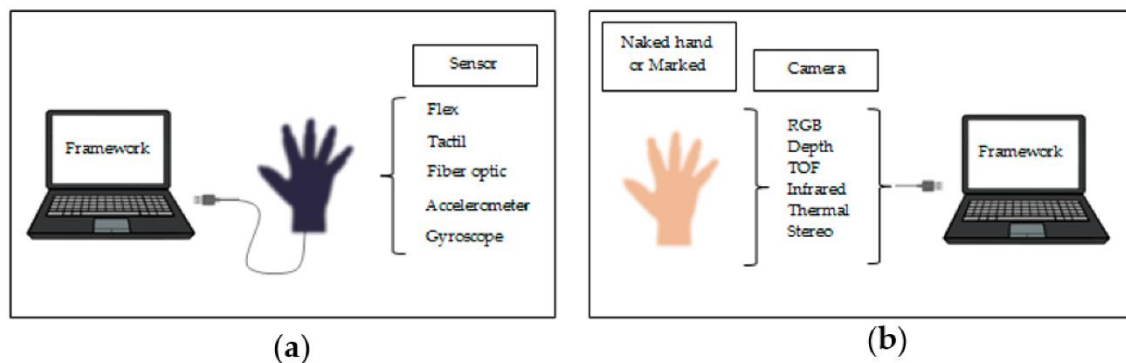 Framework
Sensor
Flex
Tactil
Fiber optic
Accelerometer
Gyroscope
(a)
Naked hand
or Marked
Camera
RGB
Depth
TOF
Infrared
Thermal
Stereo
Framework
(b)